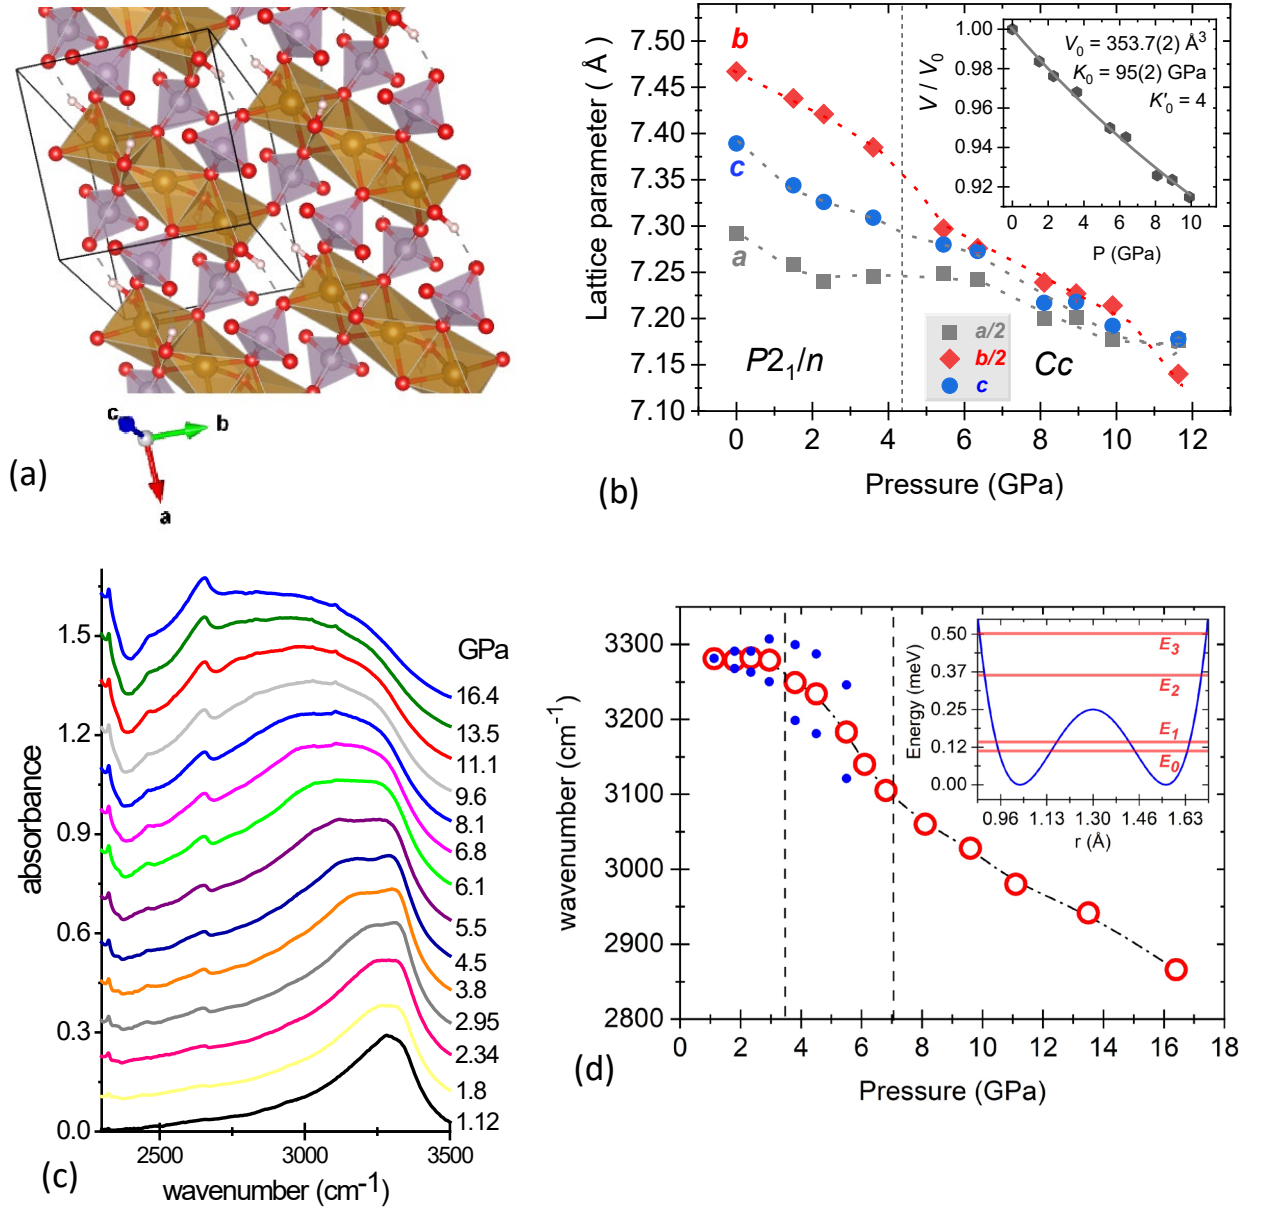 c
b
a
(a)
7.50
7.45
7.40
7.35
7.30
7.25
7.20
7.15
7.10
Lattice parameter ( Å )
b
c
a
P2₁/n
Cc
a/2
b/2
c
0 2 4 6 8 10 12
Pressure (GPa)
1.00
0.98
0.96
0.94
0.92
V / V₀
V₀ = 353.7(2) Å³
K₀ = 95(2) GPa
K'₀ = 4
0 2 4 6 8 10
P (GPa)
(b)
1.5
1.2
0.9
0.6
0.3
0.0
absorbance
GPa
16.4
13.5
11.1
9.6
8.1
6.8
6.1
5.5
4.5
3.8
2.95
2.34
1.8
1.12
2500 3000 3500
wavenumber (cm⁻¹)
(c)
3300
3200
3100
3000
2900
2800
wavenumber (cm⁻¹)
0 2 4 6 8 10 12 14 16 18
Pressure (GPa)
0.50
0.37
0.25
0.12
0.00
Energy (meV)
E₃
E₂
E₁
E₀
0.96 1.13 1.30 1.46 1.63
r (Å)
(d)